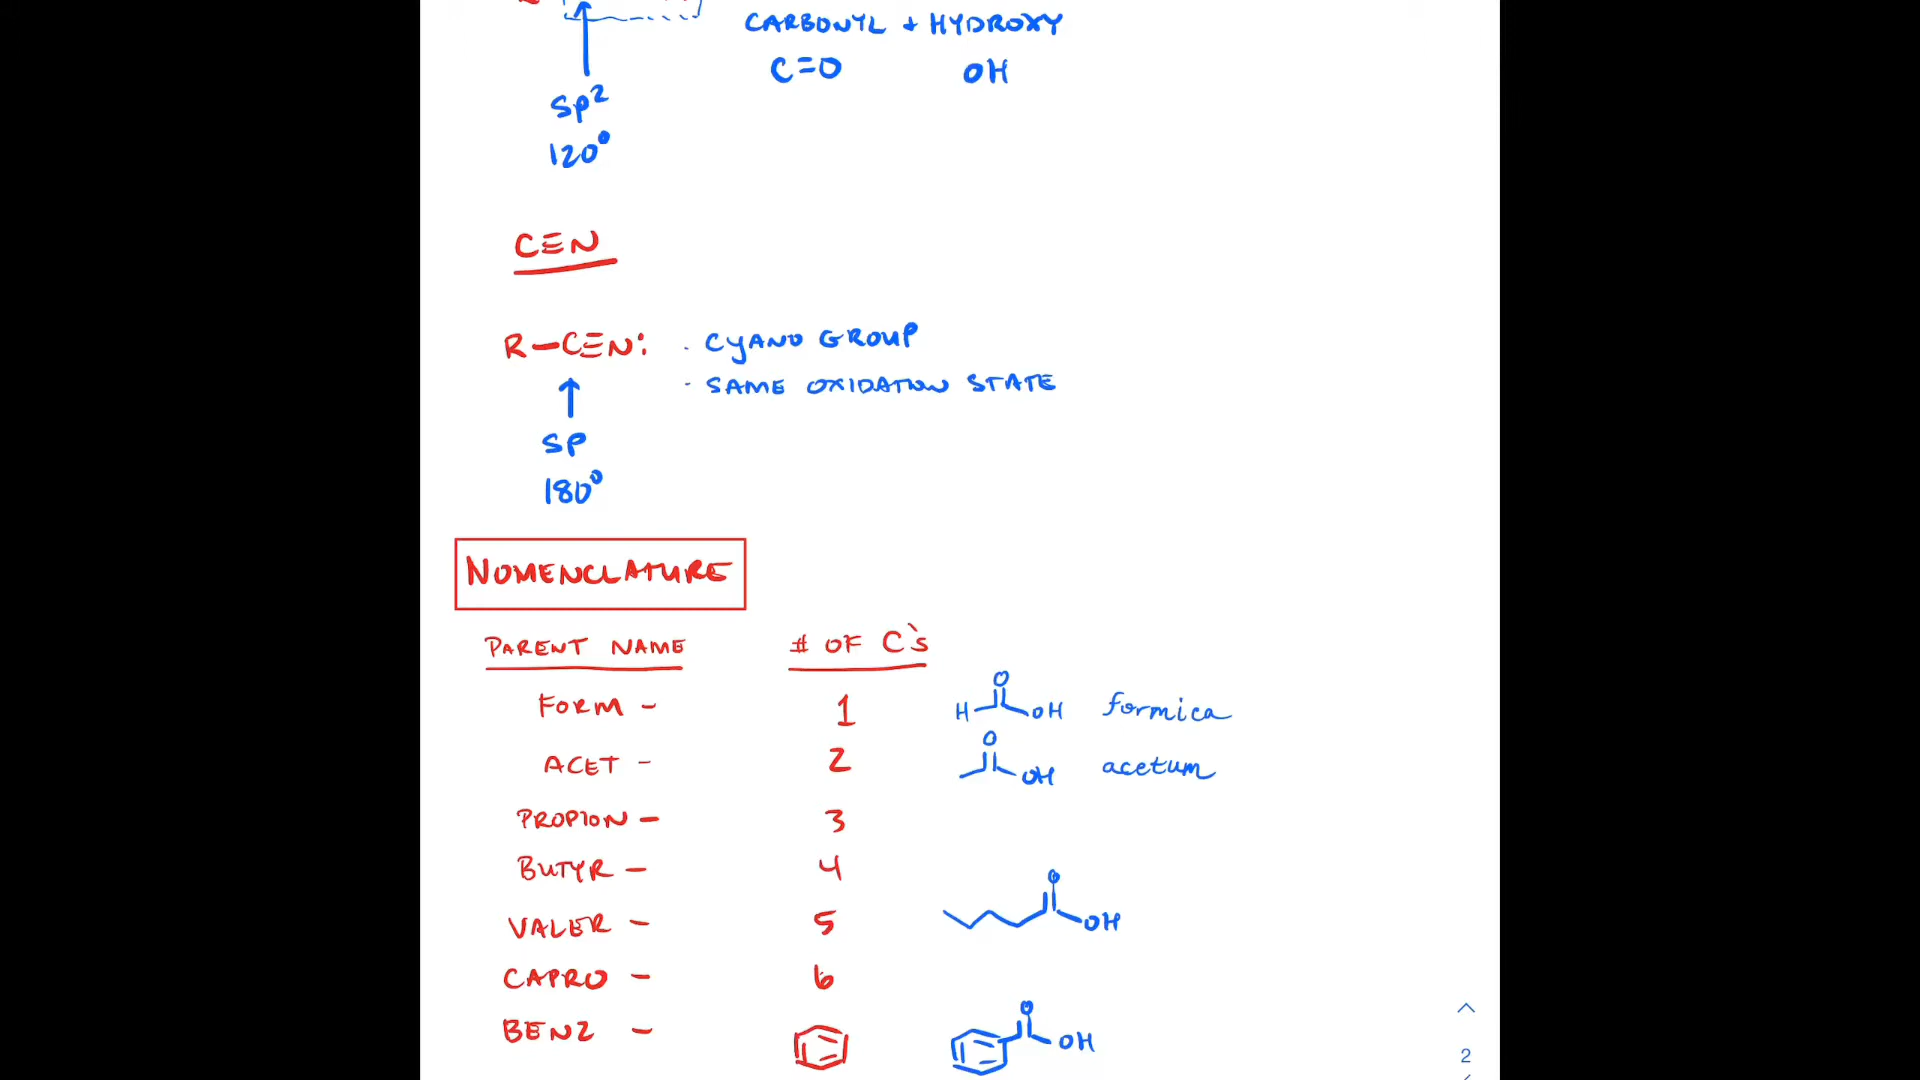 CARBONYL + HYDROXY
C=O OH
SP²
120°
C≡N
R-C≡N: · CYANO GROUP
· SAME OXIDATION STATE
SP
180°
NOMENCLATURE
PARENT NAME # OF C's
FORM - 1 H O OH formica
ACET - 2 O OH acetum
PROPION - 3
BUTYR - 4
VALER - 5 O OH
CAPRO - 6
BENZ - O OH
2